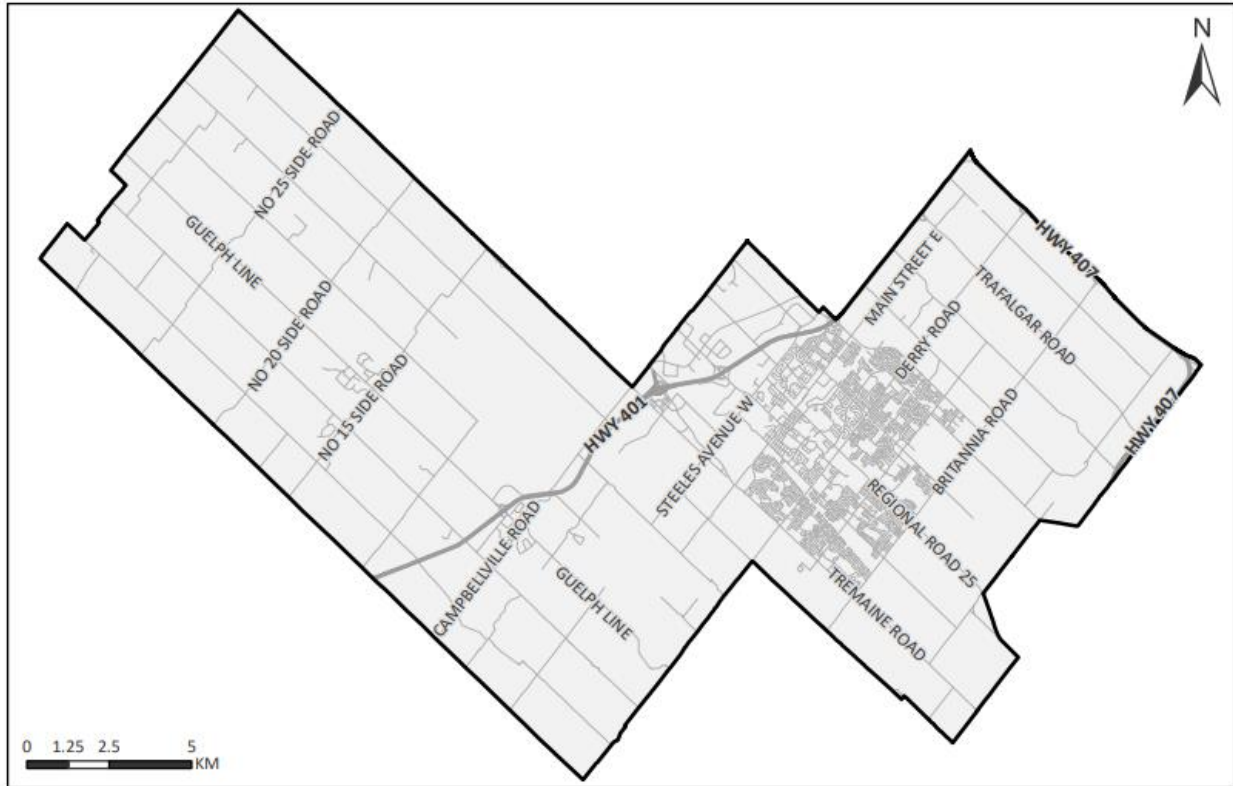 N
NO 25 SIDE ROAD
GUELPH LINE
NO 20 SIDE ROAD
NO 15 SIDE ROAD
HWY 401
CAMPBELLVILLE ROAD
GUELPH LINE
STEELES AVENUE W
MAIN STREET E
HWY 407
TRAFALGAR ROAD
DERRY ROAD
BRITANNIA ROAD
HWY 407
REGIONAL ROAD 25
TREMAINE ROAD
0 1.25 2.5 5
KM